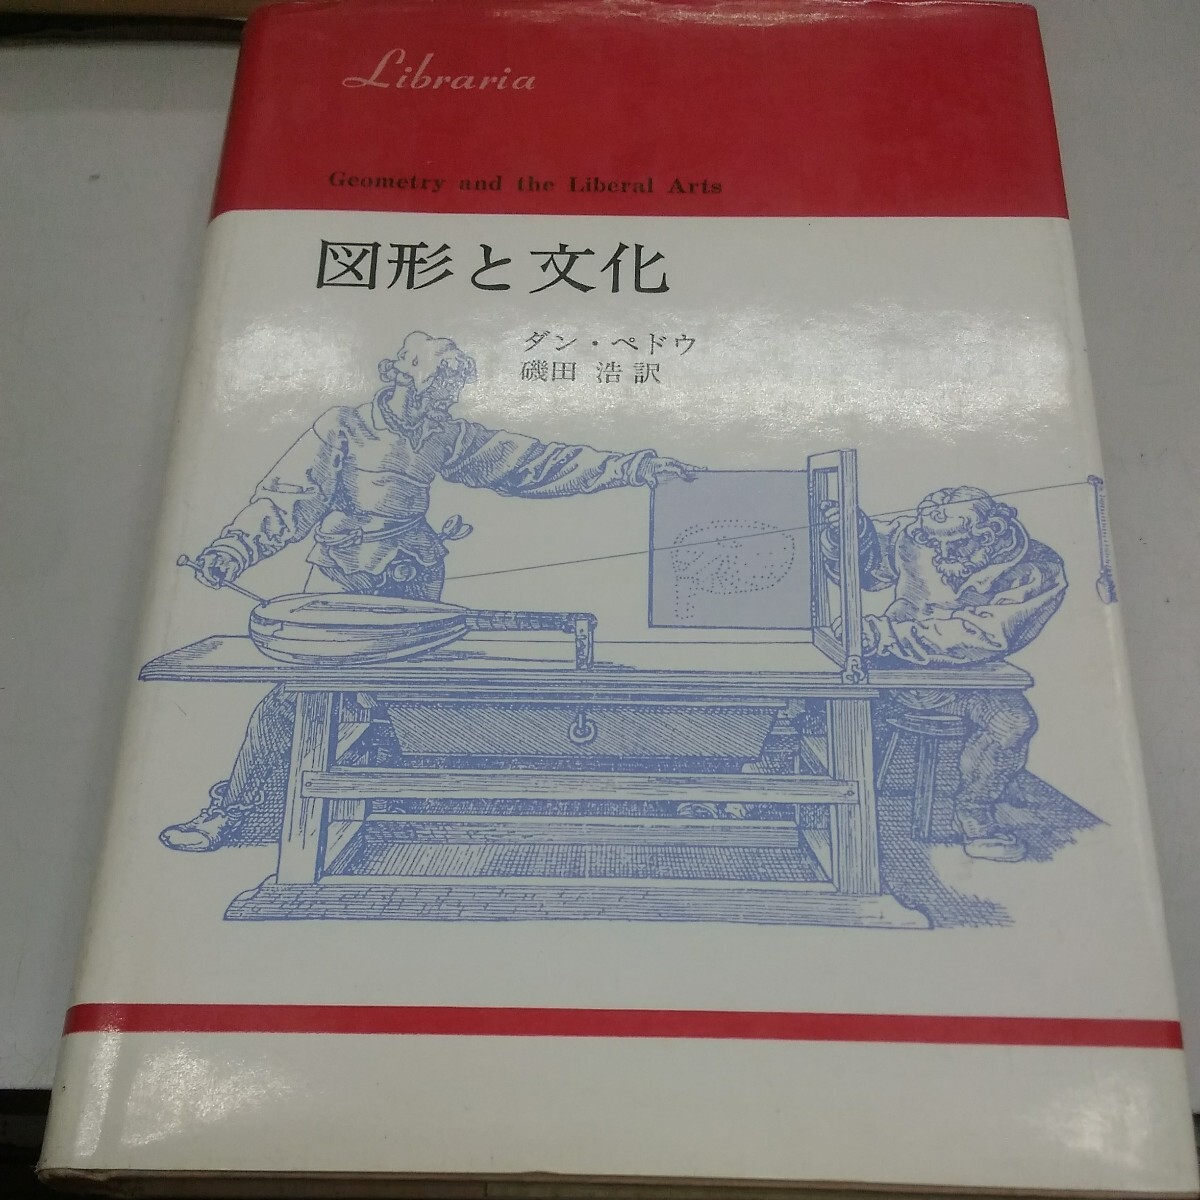 Libraria
Geometry and the Liberal Arts
図形と文化
ダン・ペドウ
磯田 浩訳